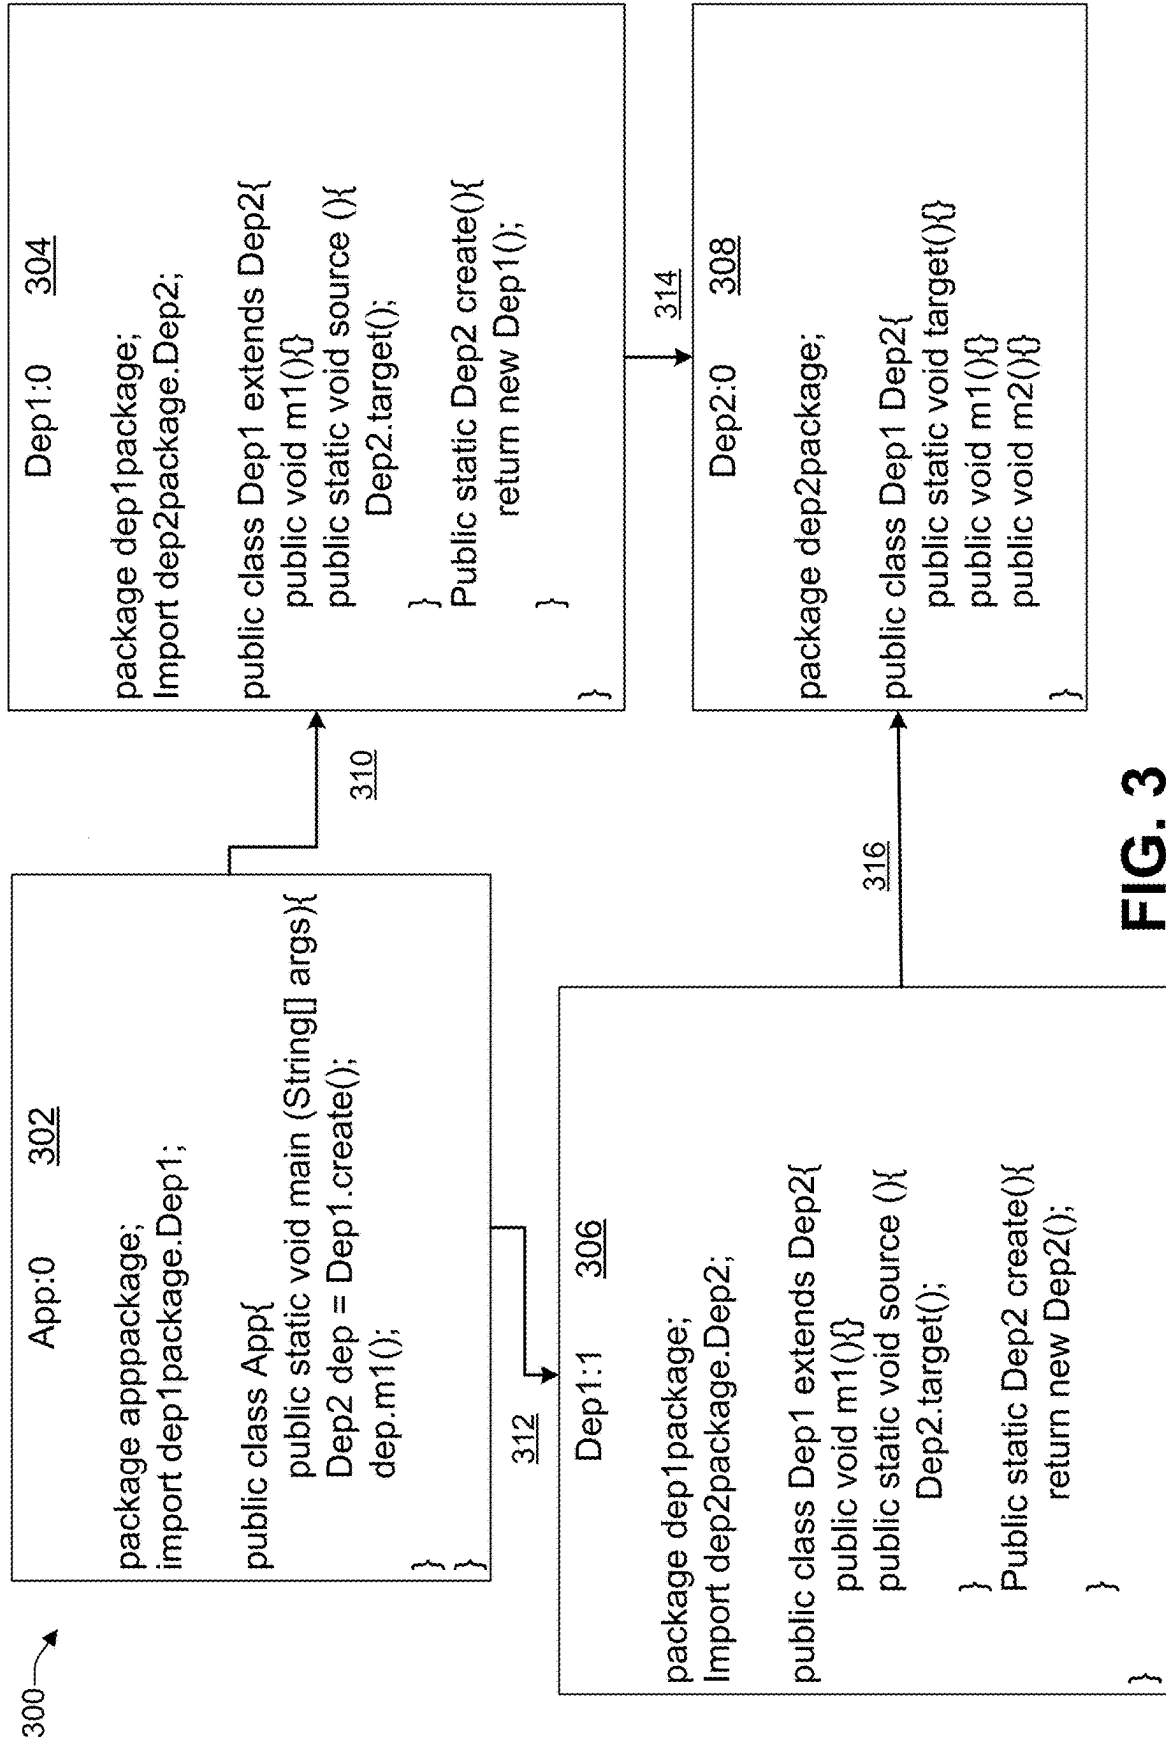 300
App:0 302
package apppackage;
import dep1package.Dep1;
public class App{
public static void main (String[] args){
Dep2 dep = Dep1.create();
dep.m1();
}
}
310
Dep1:0 304
package dep1package;
Import dep2package.Dep2;
public class Dep1 extends Dep2{
public void m1(){}
public static void source (){
Dep2.target();
}
Public static Dep2 create(){
return new Dep1();
}
}
312
Dep1:1 306
package dep1package;
Import dep2package.Dep2;
public class Dep1 extends Dep2{
public void m1(){}
public static void source (){
Dep2.target();
}
Public static Dep2 create(){
return new Dep2();
}
}
314
316
Dep2:0 308
package dep2package;
public class Dep1 Dep2{
public static void target(){}
public void m1(){}
public void m2(){}
}
FIG. 3